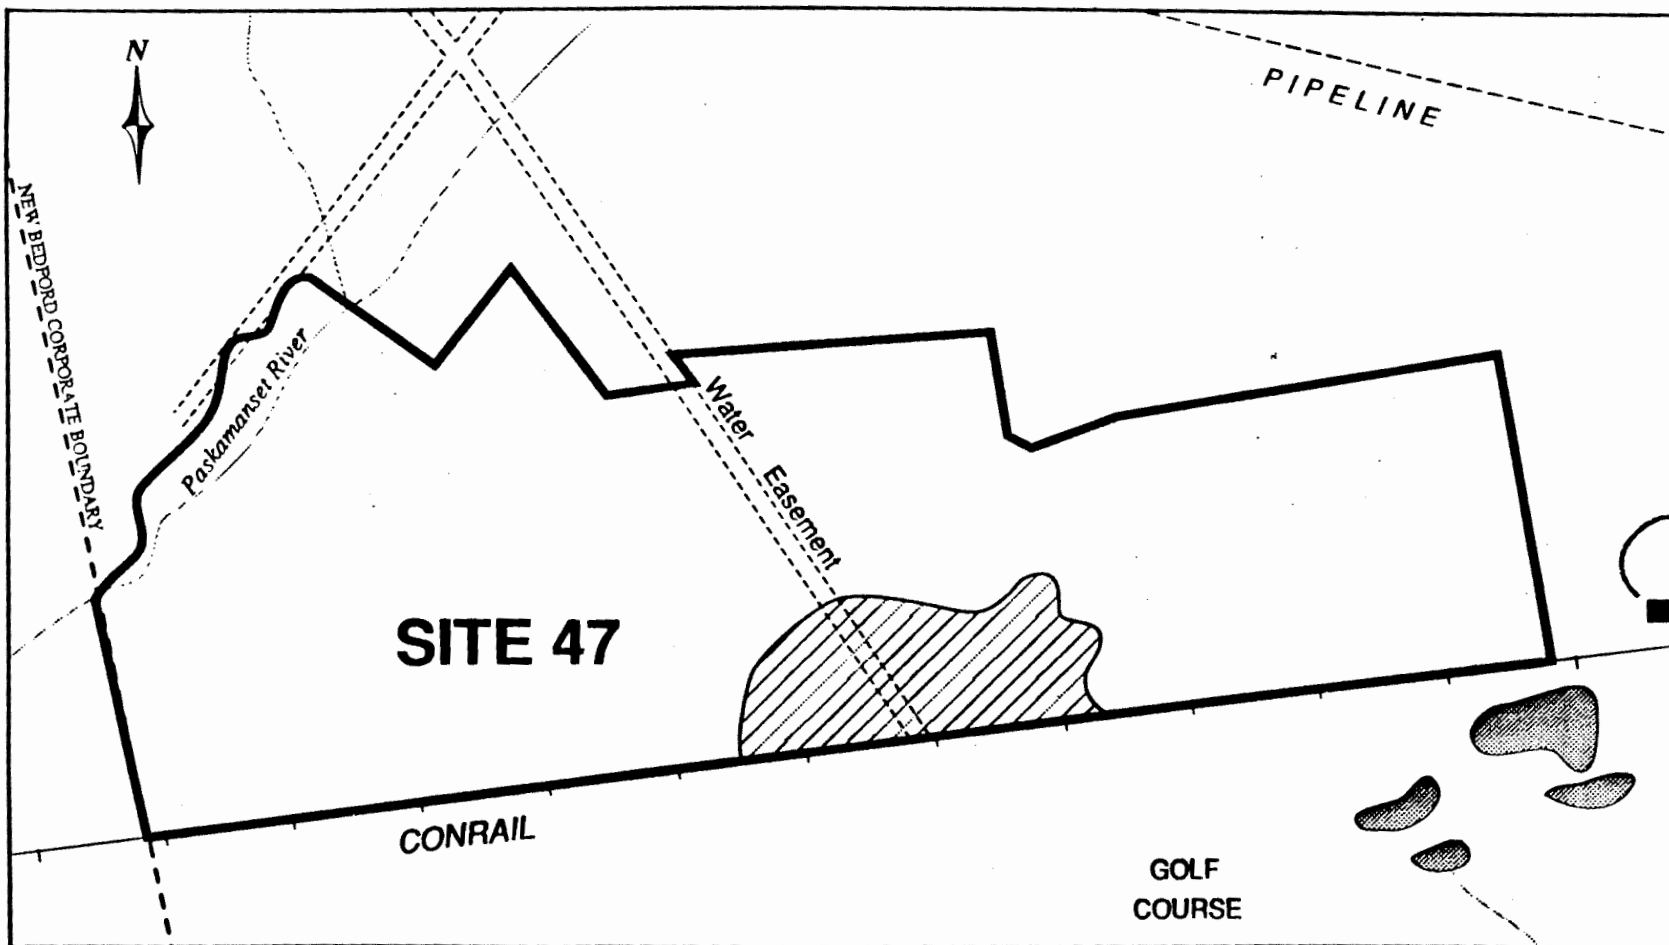 N
PIPELINE
NEW BEDFORD CORPORATE BOUNDARY
Paskamanset River
Water Easement
SITE 47
CONRAIL
GOLF
COURSE